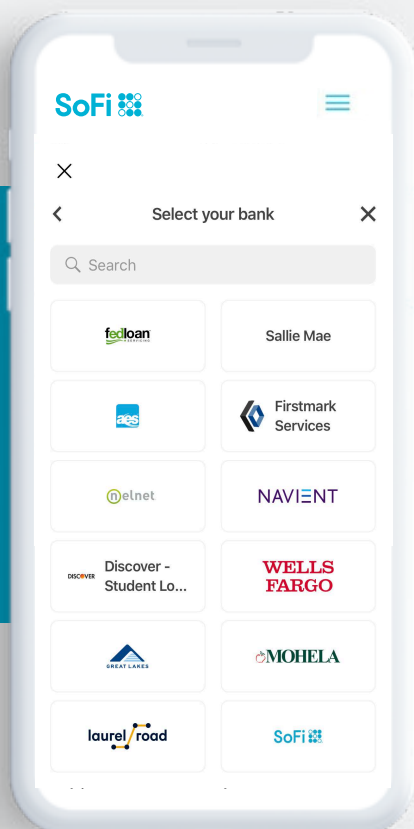 SoFi
Select your bank
Search
fedloan
SERVICING
Sallie Mae
aes
Firstmark
Services
nelnet
NAVIENT
DISCOVER
Discover -
Student Lo...
WELLS
FARGO
GREAT LAKES
MOHELA
laurel road
SoFi